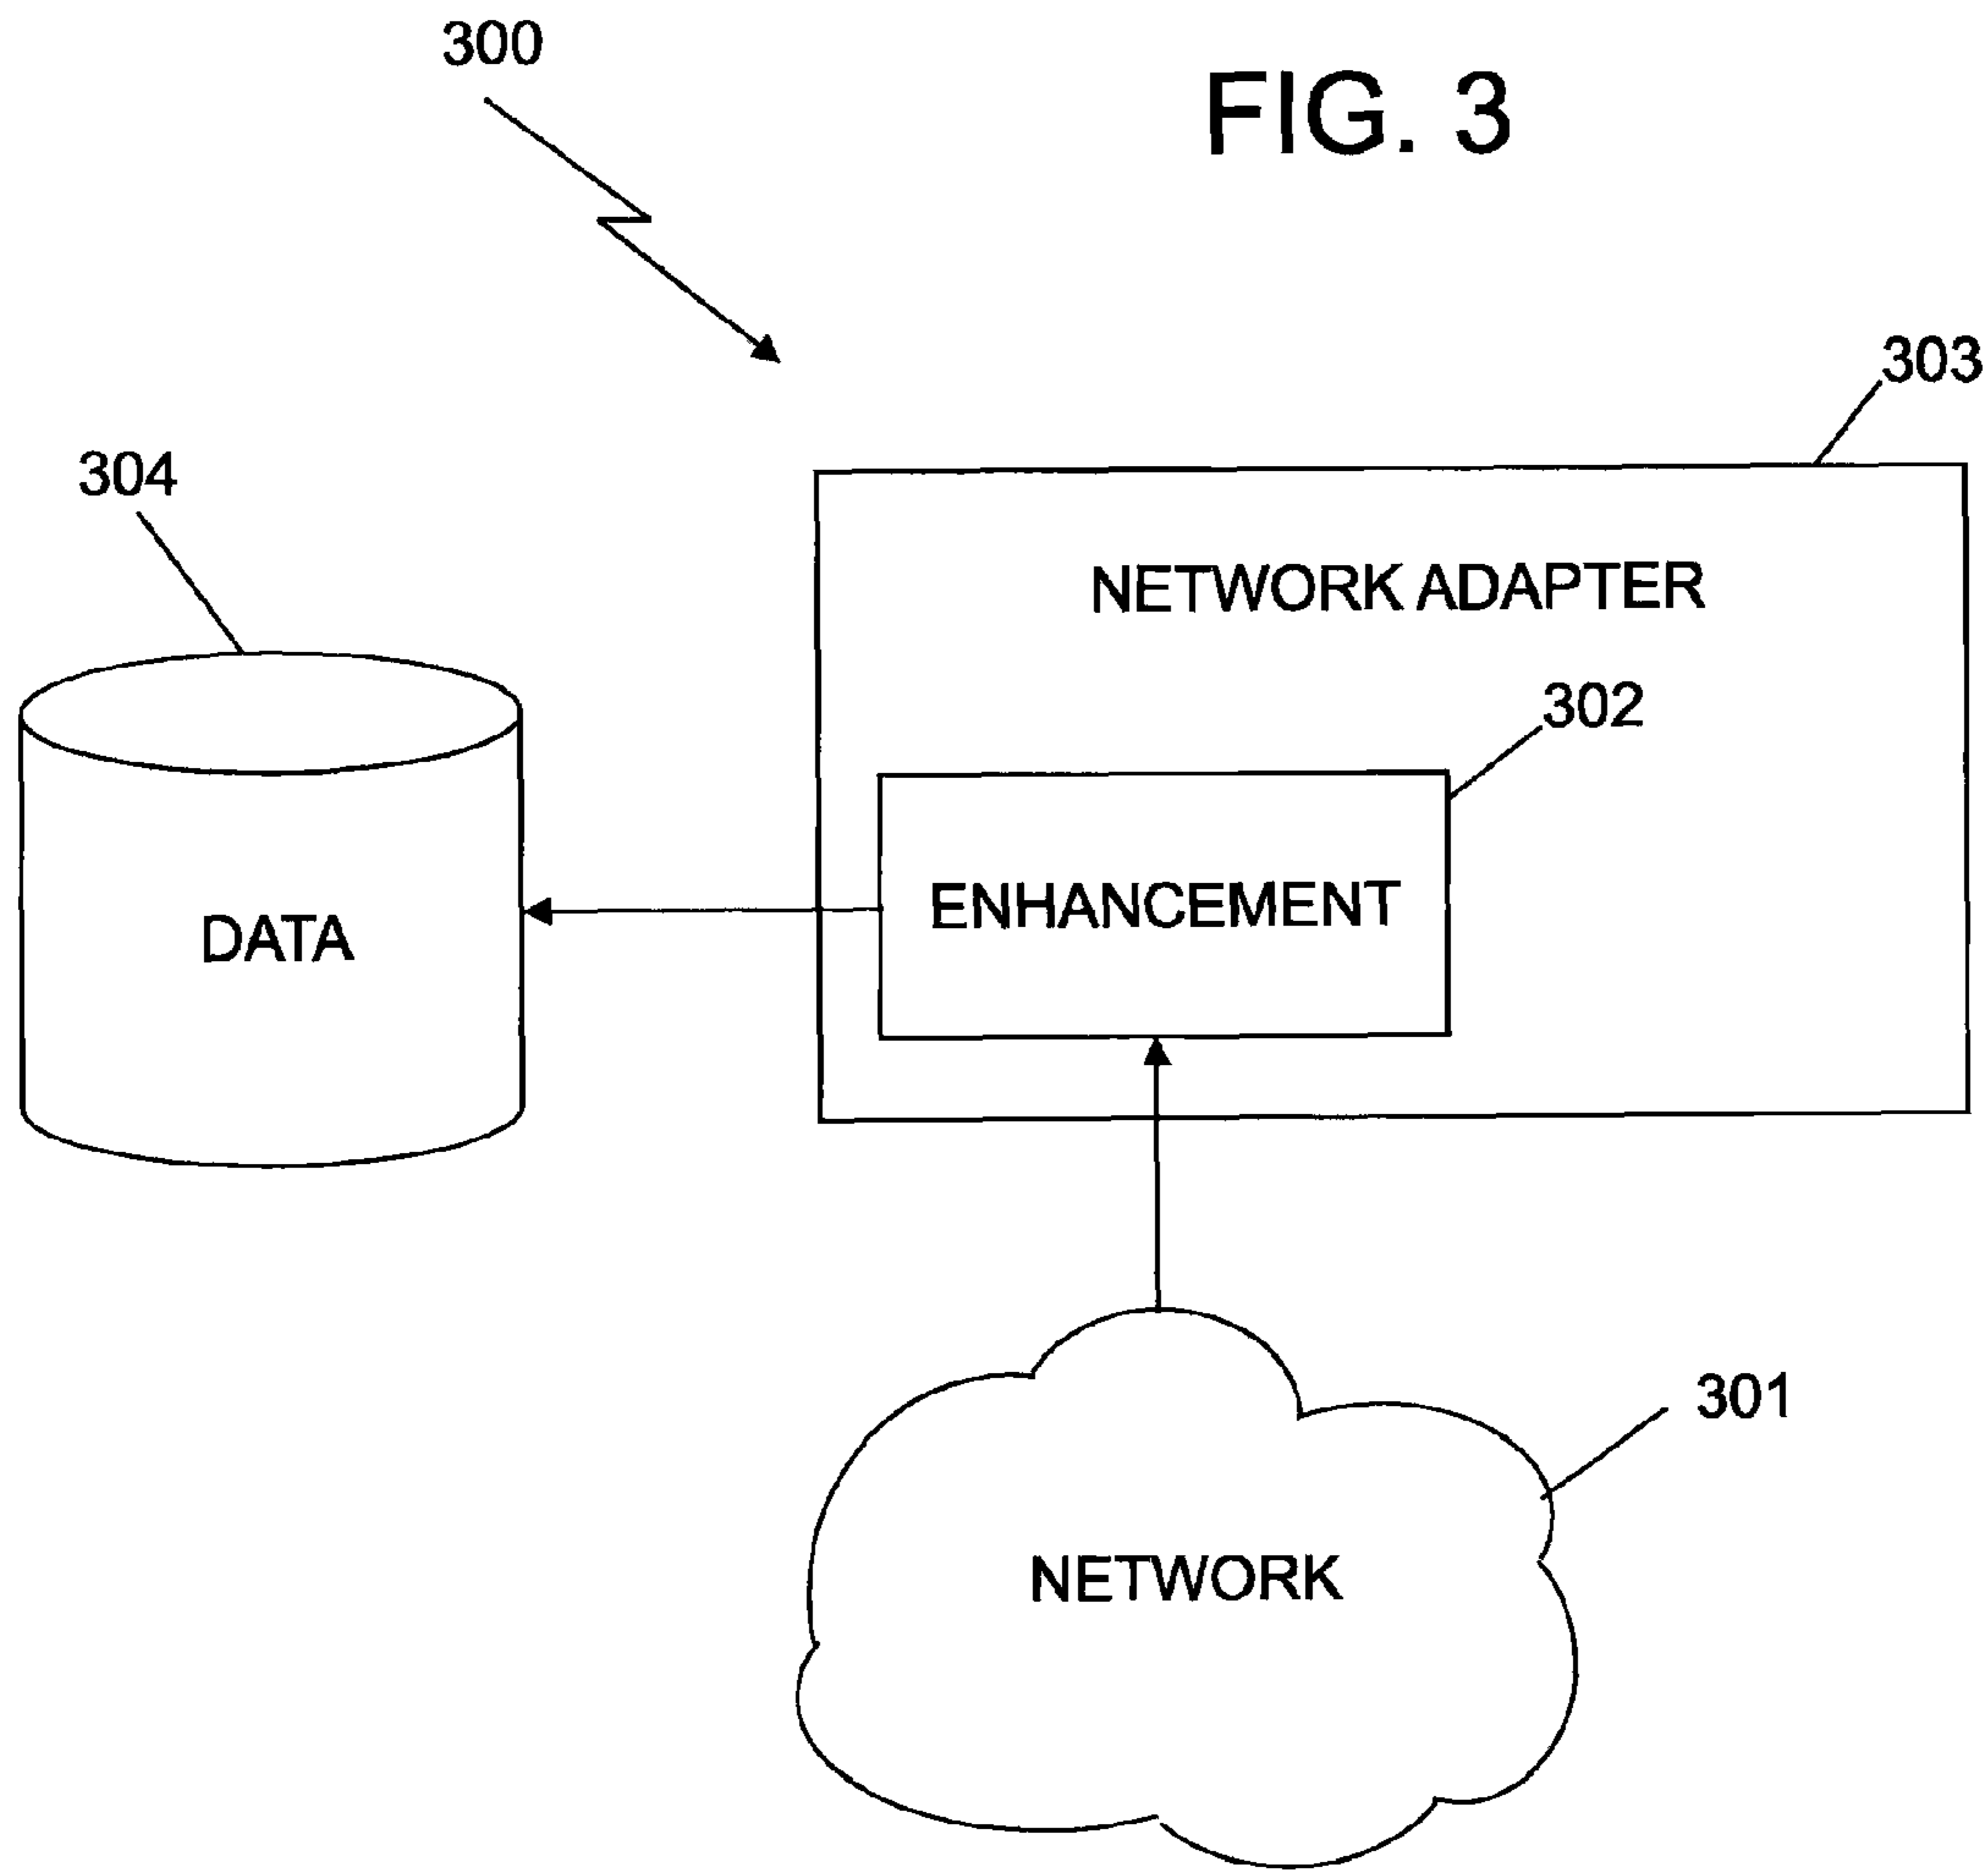 300
FIG. 3
303
304
NETWORK ADAPTER
302
ENHANCEMENT
DATA
301
NETWORK